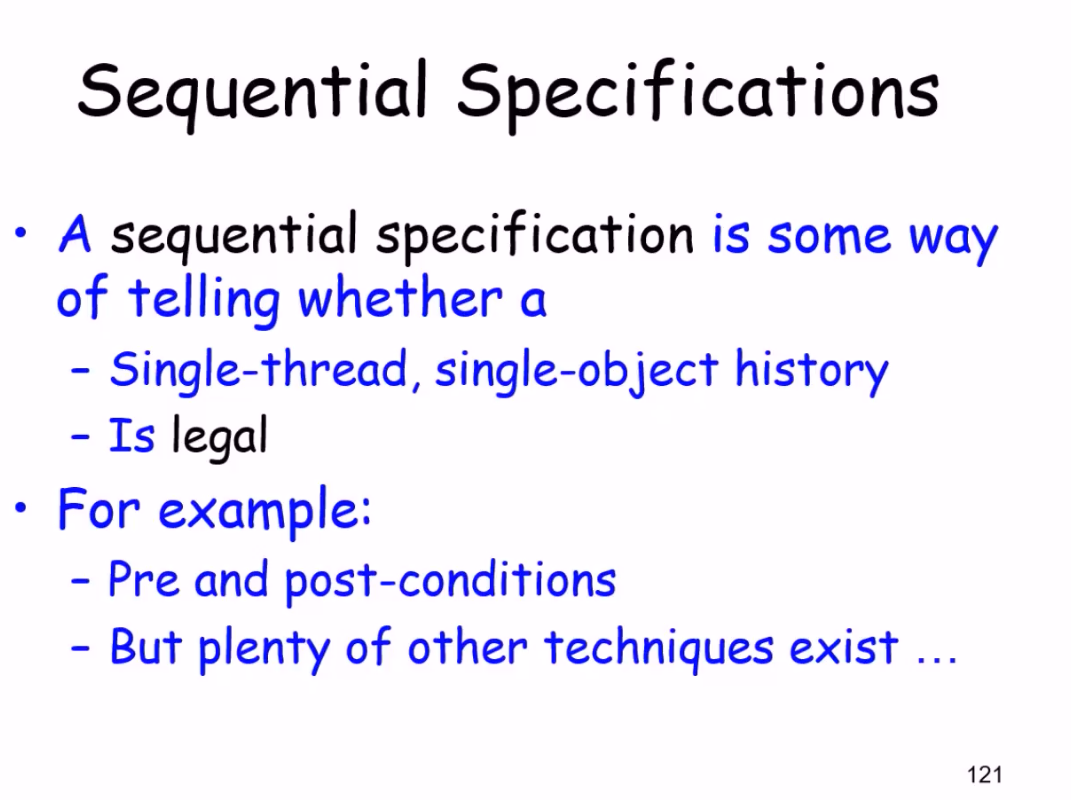 Sequential Specifications
• A sequential specification is some way
of telling whether a
– Single-thread, single-object history
– Is legal
• For example:
– Pre and post-conditions
– But plenty of other techniques exist …
121